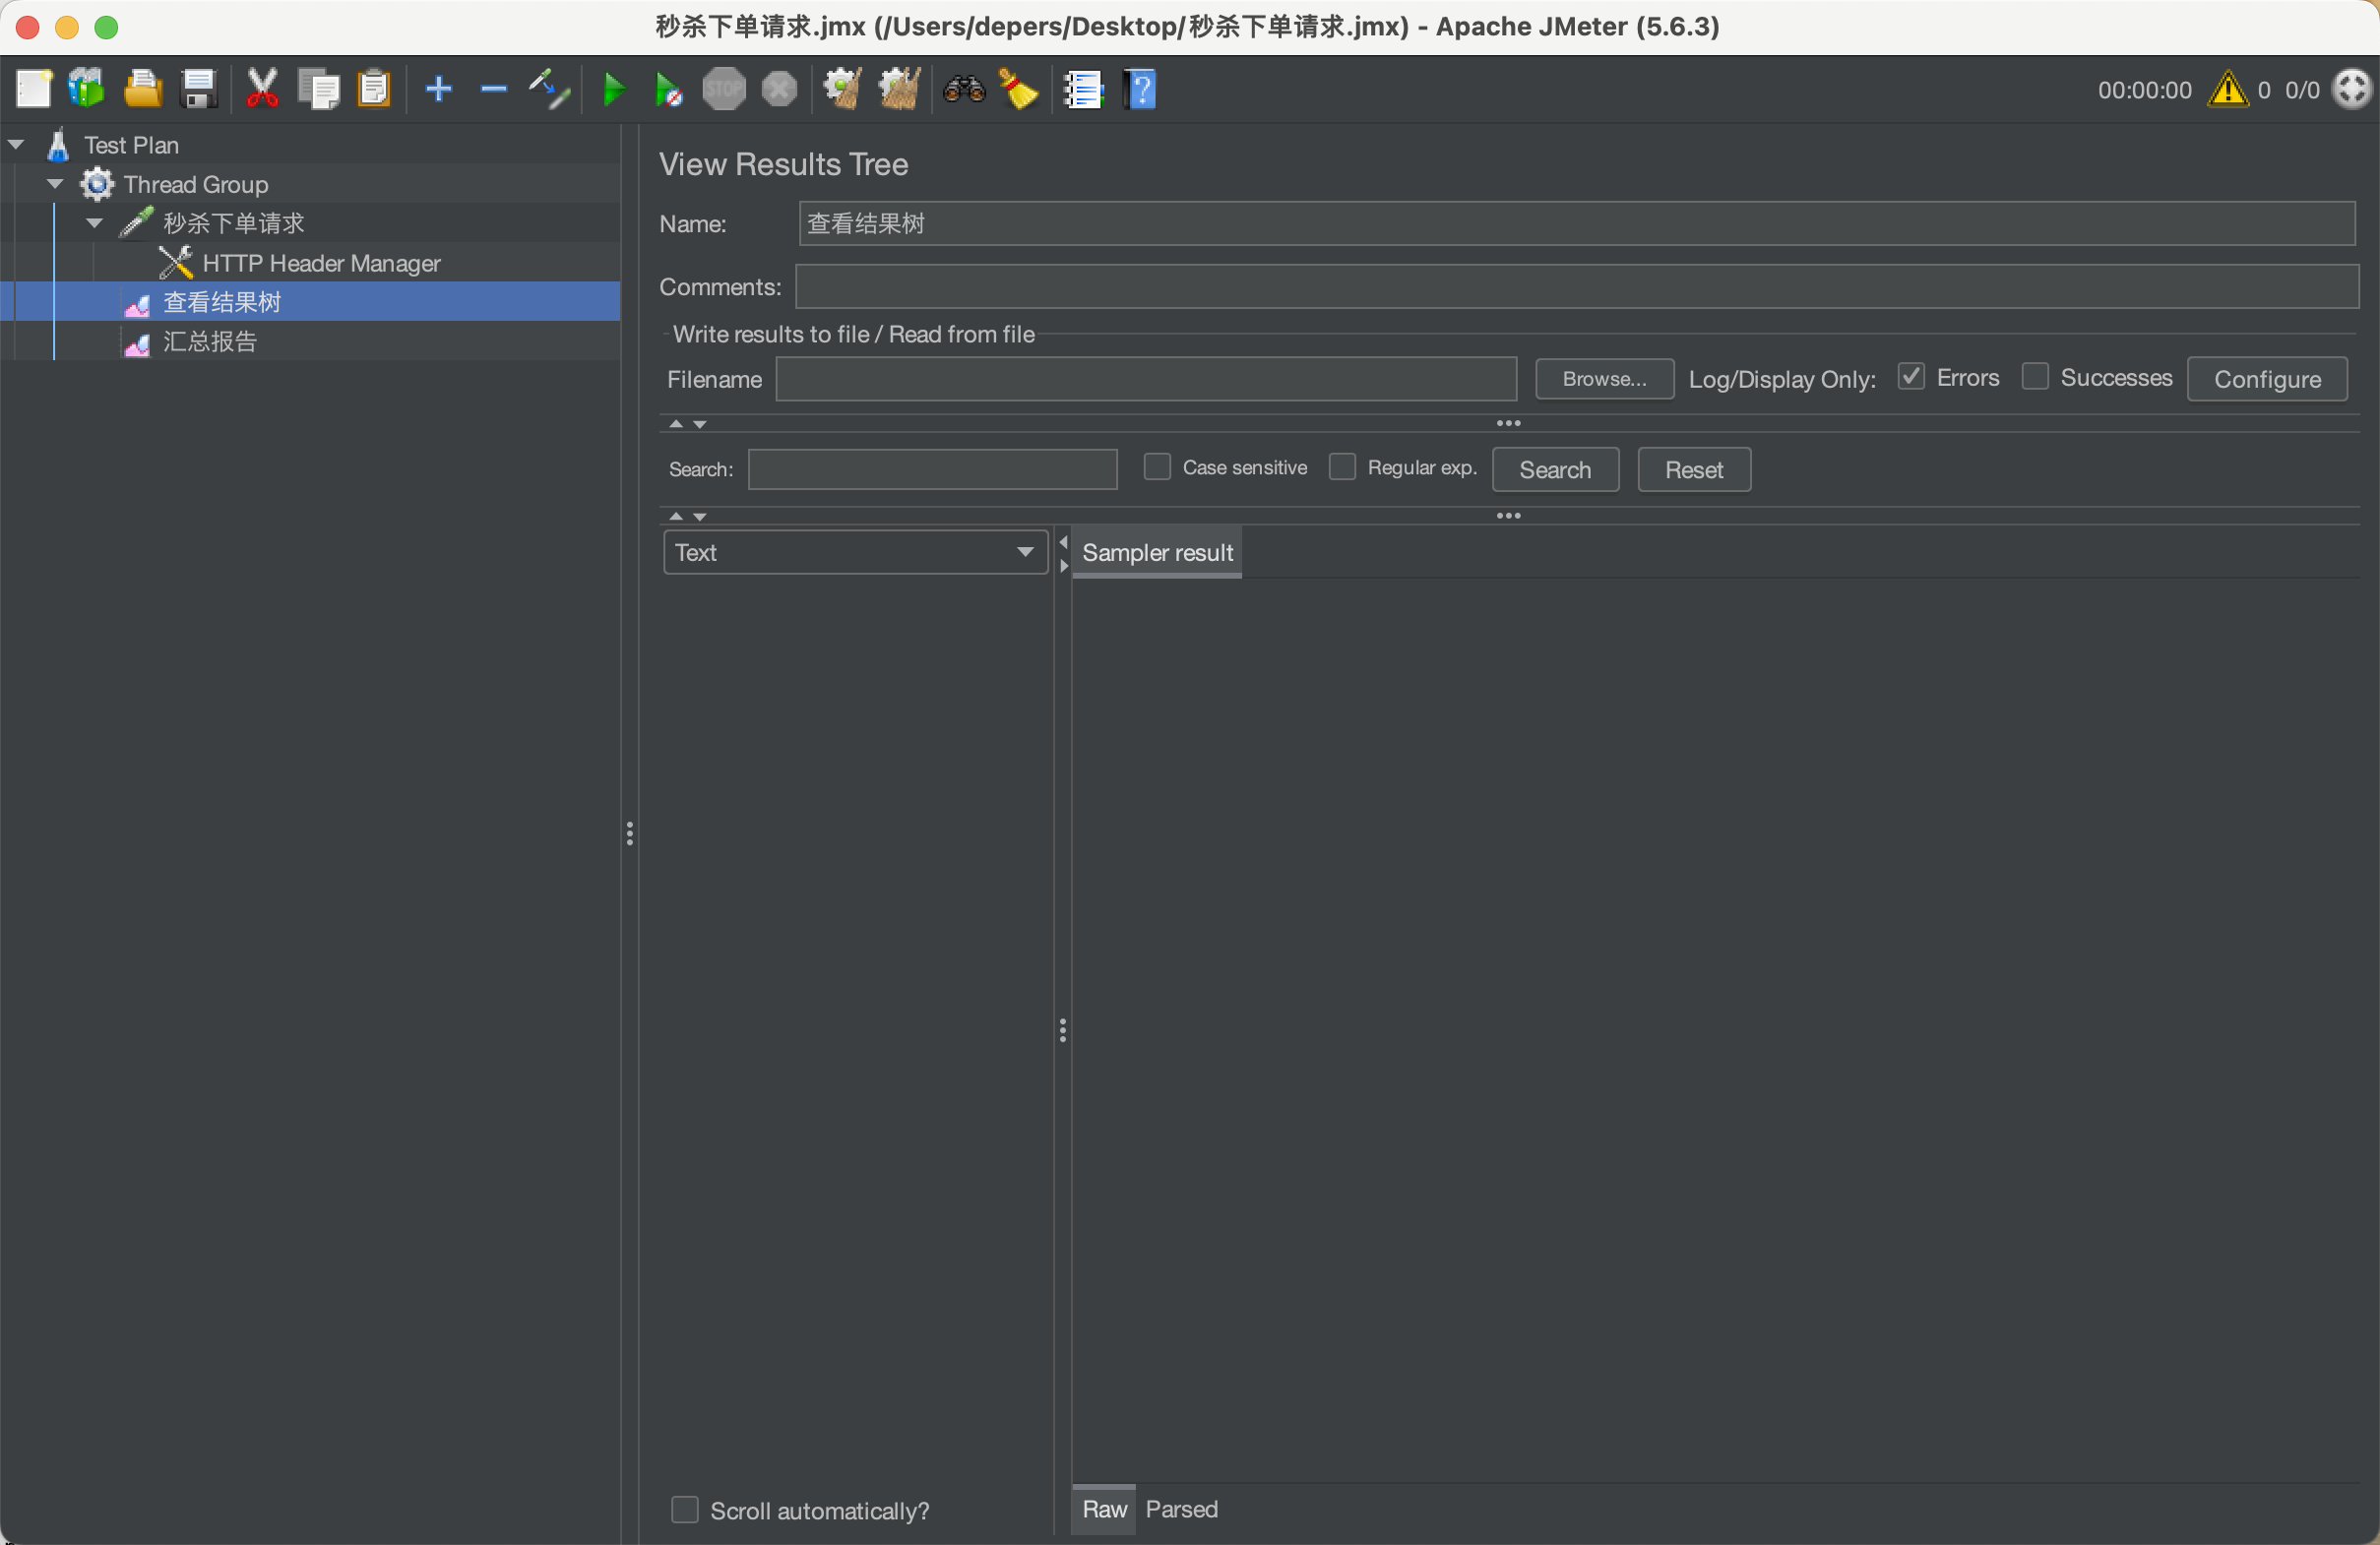 秒杀下单请求.jmx (/Users/depers/Desktop/秒杀下单请求.jmx) - Apache JMeter (5.6.3)
STOP
00:00:00 0 0/0
Test Plan
Thread Group
秒杀下单请求
HTTP Header Manager
查看结果树
汇总报告
View Results Tree
Name: 查看结果树
Comments:
Write results to file / Read from file
Filename Browse... Log/Display Only: Errors Successes Configure
Search: Case sensitive Regular exp. Search Reset
Text
Sampler result
Scroll automatically?
Raw Parsed